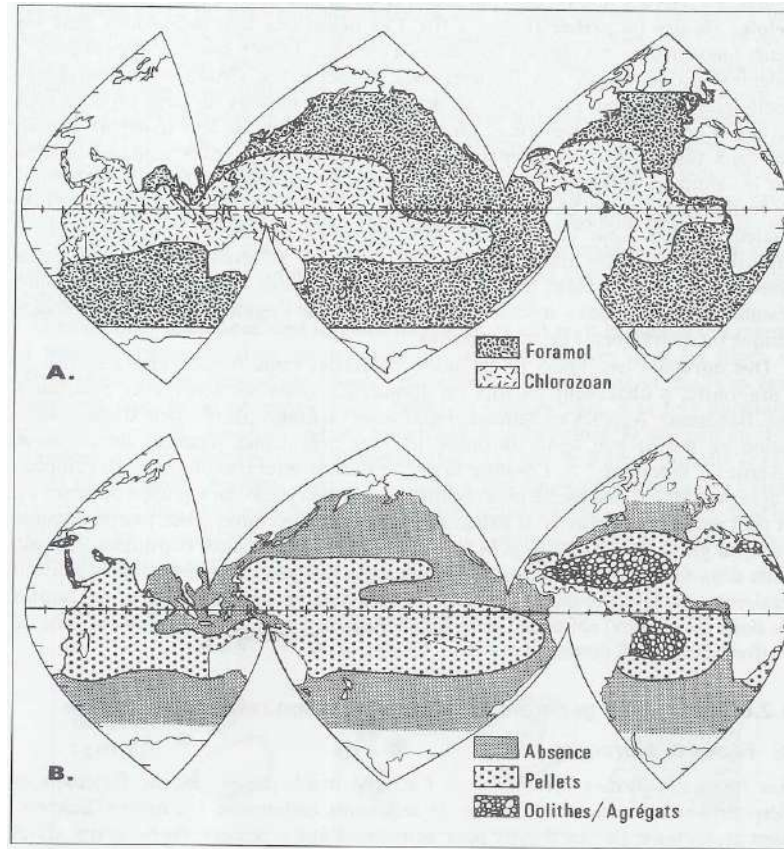 Foramol
Chlorozoan
A.
Absence
Pellets
Oolithes/Agrégats
B.